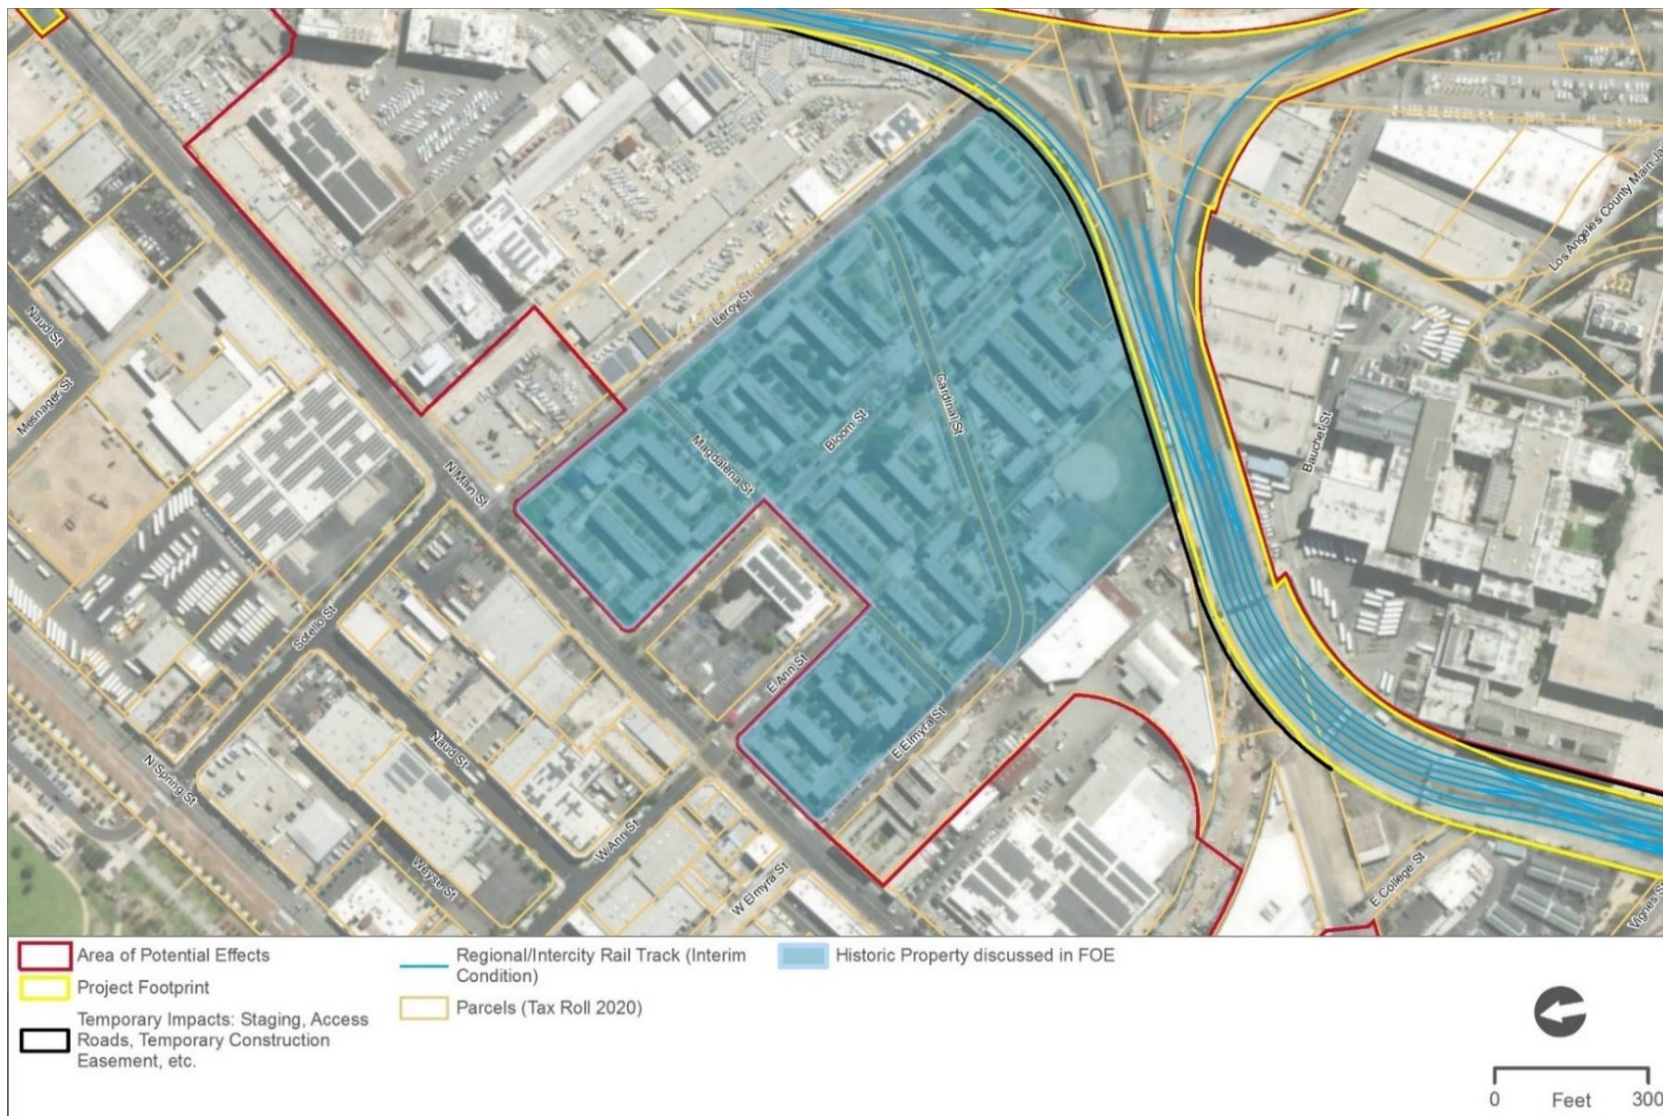 Los Angeles County Main Jail
Leroy St
Naud St
Mesnager St
Cardinal St
Bloom St
Magdalena St
Bauchet St
N Main St
Sotello St
E Ann St
E Elmyra St
N Spring St
Naud St
W Ann St
Weyse St
W Elmyra St
E College St
Vignes St
Area of Potential Effects
Project Footprint
Temporary Impacts: Staging, Access
Roads, Temporary Construction
Easement, etc.
Regional/Intercity Rail Track (Interim
Condition)
Parcels (Tax Roll 2020)
Historic Property discussed in FOE
0 Feet 300